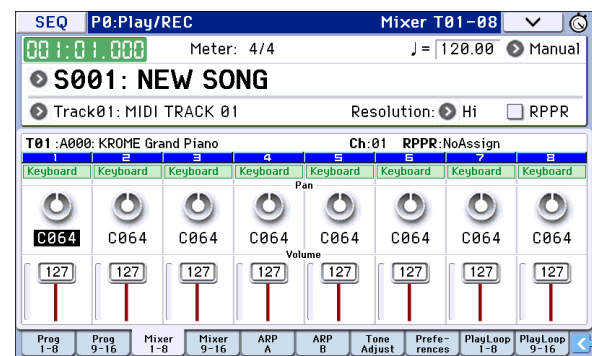 SEQ P0:Play/REC Mixer T01-08
001:01.000 Meter: 4/4 ♩= 120.00 Manual
S001: NEW SONG
Track01: MIDI TRACK 01 Resolution: Hi RPPR
T01 :A000: KROME Grand Piano Ch:01 RPPR:NoAssign
1 2 3 4 5 6 7 8
Keyboard Keyboard Keyboard Keyboard Keyboard Keyboard Keyboard Keyboard
Pan
C064 C064 C064 C064 C064 C064 C064 C064
Volume
127 127 127 127 127 127 127 127
Prog 1-8 Prog 9-16 Mixer 1-8 Mixer 9-16 ARP A ARP B Tone Adjust Prefe-rences PlayLoop 1-8 PlayLoop 9-16